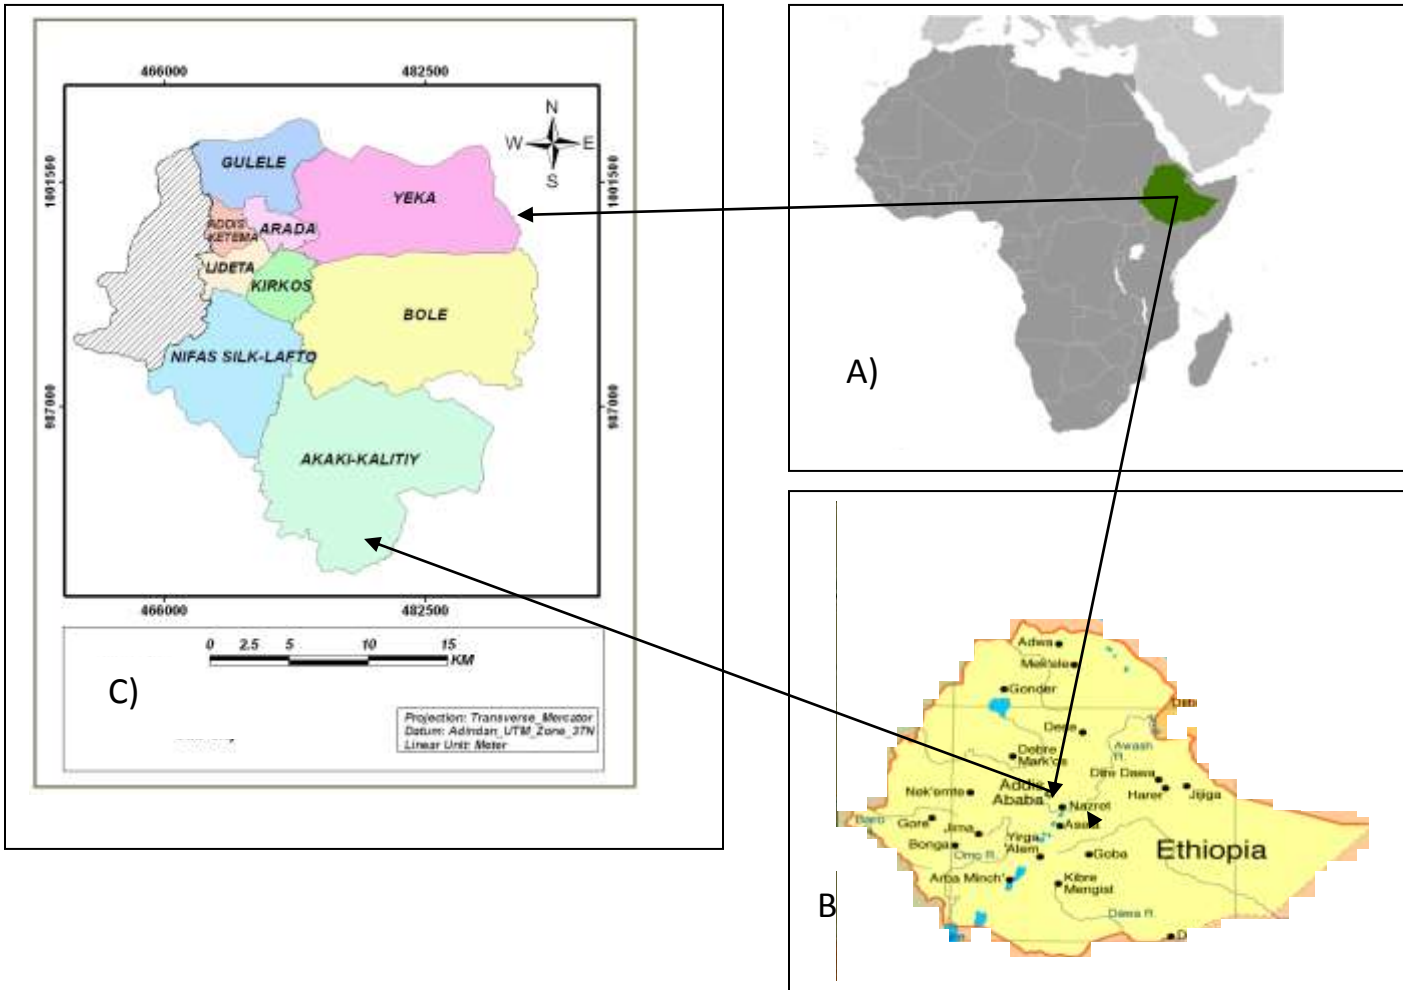 466000
482500
N
W
E
S
1001500
1001500
GULELE
YEKA
ADDIS
KETEMA
ARADA
LIDETA
KIRKOS
BOLE
NIFAS SILK-LAFTO
987000
987000
AKAKI-KALITIY
466000
482500
0 2.5 5 10 15
KM
C)
Projection: Transverse_Mercator
Datum: Adindan_UTM_Zone_37N
Linear Unit: Meter
A)
Adwa
Mek'ele
Gonder
Dese
Debre
Mark'os
Awash
R.
Dire Dawa
Addis
Ababa
Nek'emte
Harer
Jijiga
Nazret
Baro
Gore
Jima
Asela
Yirga
'Alem
Bonga
Omo R.
Goba
Ethiopia
Arba Minch'
Kibre
Mengist
B
Dawa R.
D